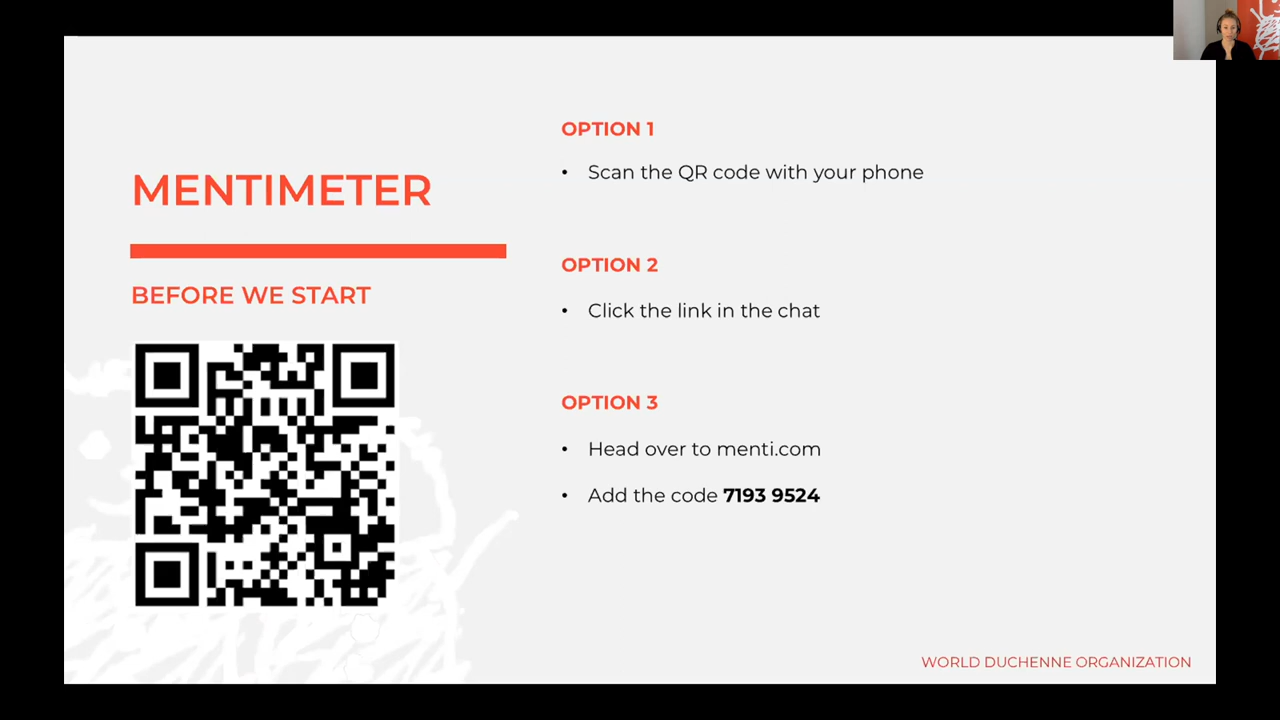 MENTIMETER
BEFORE WE START
OPTION 1
• Scan the QR code with your phone
OPTION 2
• Click the link in the chat
OPTION 3
• Head over to menti.com
• Add the code 7193 9524
WORLD DUCHENNE ORGANIZATION